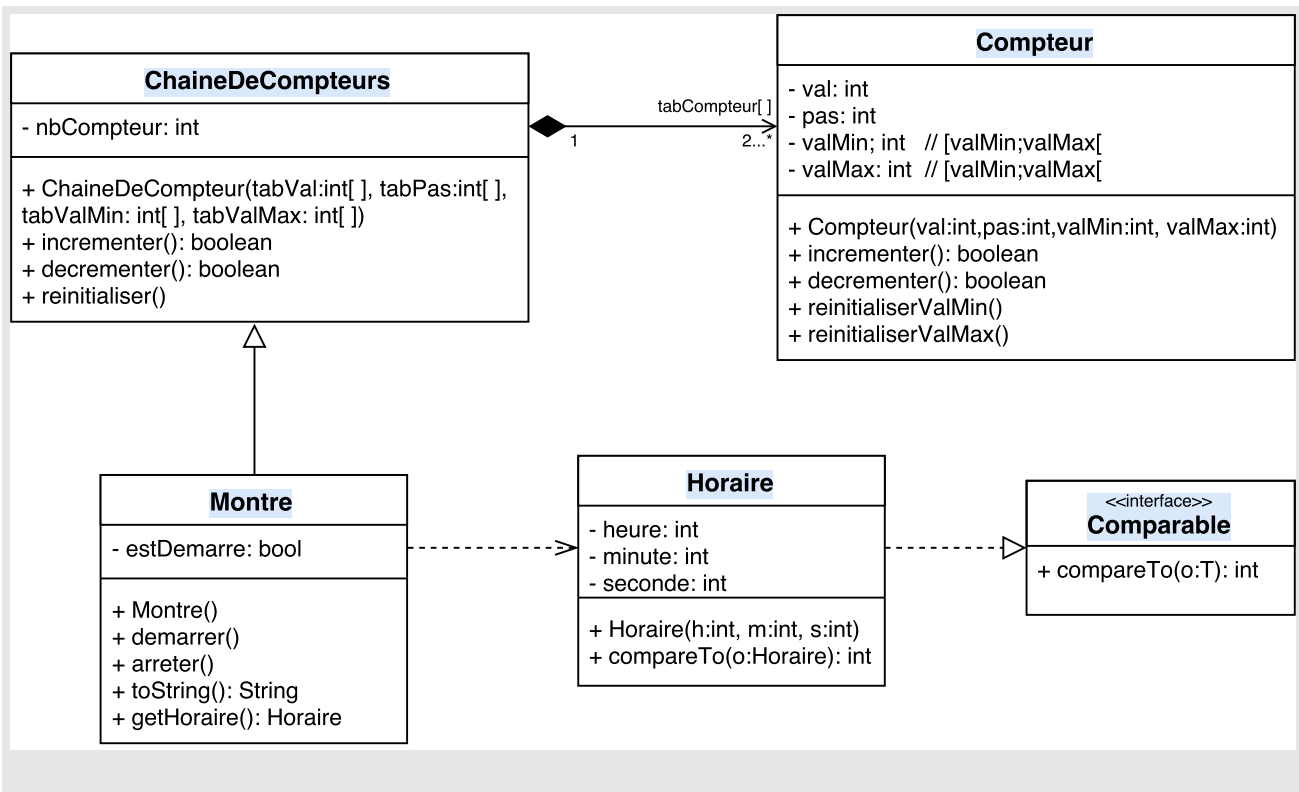 ChaineDeCompteurs
- nbCompteur: int
+ ChaineDeCompteur(tabVal:int[ ], tabPas:int[ ],
tabValMin: int[ ], tabValMax: int[ ])
+ incrementer(): boolean
+ decrementer(): boolean
+ reinitialiser()
tabCompteur[ ]
1
2...*
Compteur
- val: int
- pas: int
- valMin; int // [valMin;valMax[
- valMax: int // [valMin;valMax[
+ Compteur(val:int,pas:int,valMin:int, valMax:int)
+ incrementer(): boolean
+ decrementer(): boolean
+ reinitialiserValMin()
+ reinitialiserValMax()
Montre
- estDemarre: bool
+ Montre()
+ demarrer()
+ arreter()
+ toString(): String
+ getHoraire(): Horaire
Horaire
- heure: int
- minute: int
- seconde: int
+ Horaire(h:int, m:int, s:int)
+ compareTo(o:Horaire): int
<<interface>>
Comparable
+ compareTo(o:T): int